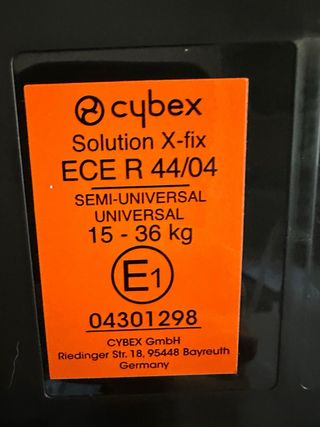 cybex
Solution X-fix
ECE R 44/04
SEMI-UNIVERSAL
UNIVERSAL
15 - 36 kg
E1
04301298
CYBEX GmbH
Riedinger Str. 18, 95448 Bayreuth
Germany